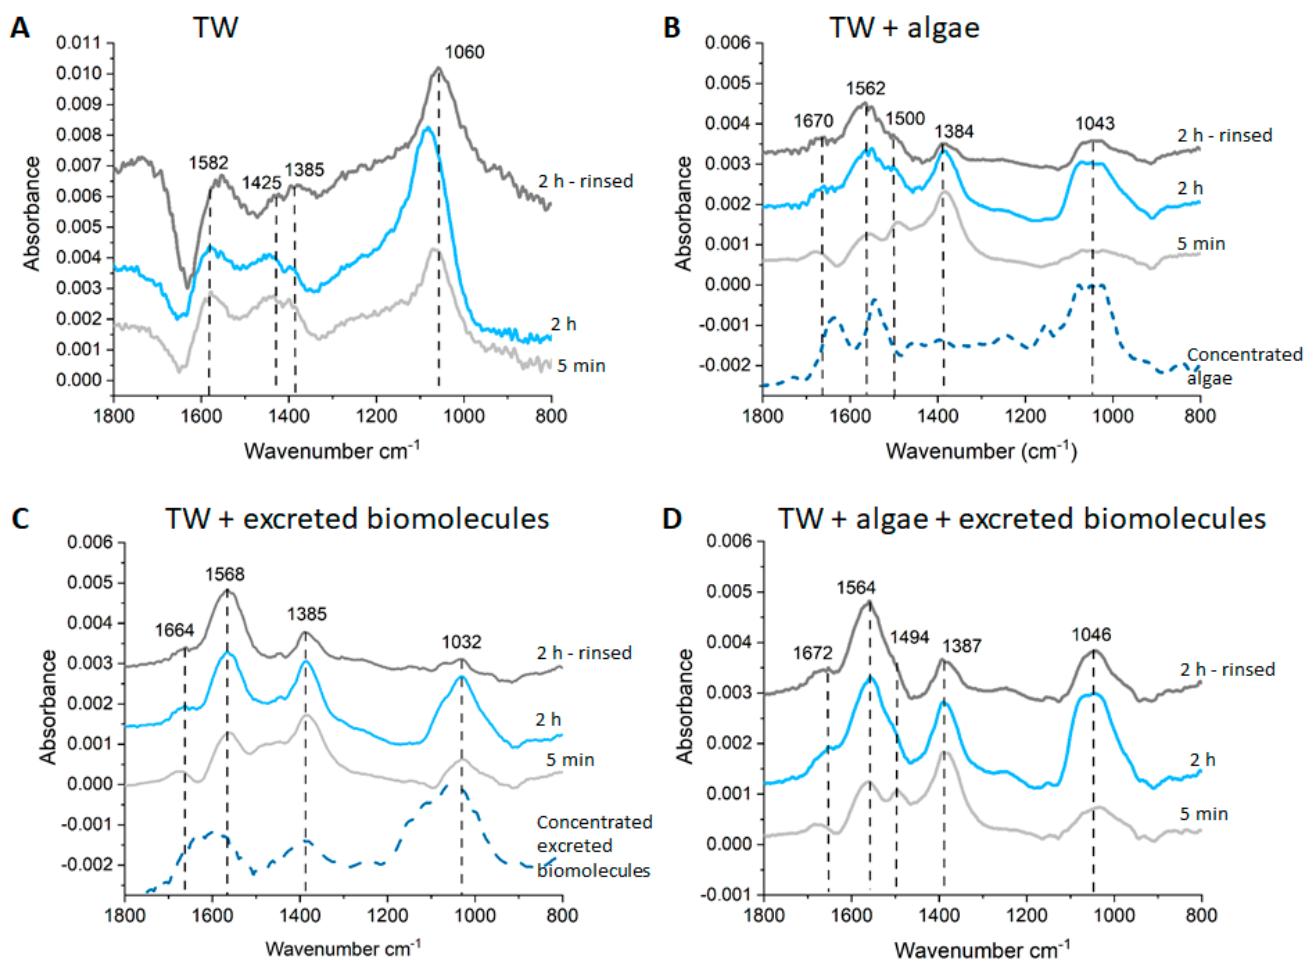 A TW
0.011
0.010
0.009
0.008
0.007
0.006
0.005
0.004
0.003
0.002
0.001
0.000
Absorbance
1060
1582
1425 1385
2 h - rinsed
2 h
5 min
1800 1600 1400 1200 1000 800
Wavenumber cm-1
B TW + algae
0.006
0.005
0.004
0.003
0.002
0.001
0.000
-0.001
-0.002
Absorbance
1562
1670 1500 1384 1043
2 h - rinsed
2 h
5 min
Concentrated
algae
1800 1600 1400 1200 1000 800
Wavenumber (cm-1)
C TW + excreted biomolecules
0.006
0.005
0.004
0.003
0.002
0.001
0.000
-0.001
-0.002
Absorbance
1568
1664 1385 1032
2 h - rinsed
2 h
5 min
Concentrated
excreted
biomolecules
1800 1600 1400 1200 1000 800
Wavenumber cm-1
D TW + algae + excreted biomolecules
0.006
0.005
0.004
0.003
0.002
0.001
0.000
-0.001
Absorbance
1564
1672 1494 1387 1046
2 h - rinsed
2 h
5 min
1800 1600 1400 1200 1000 800
Wavenumber cm-1